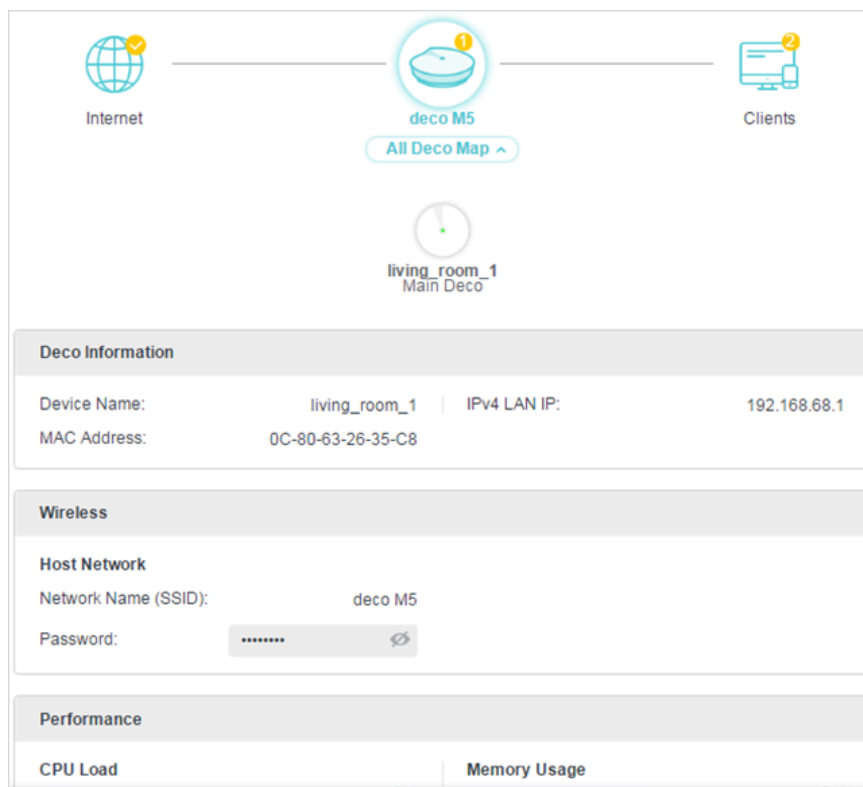 1
2
Internet
deco M5
Clients
All Deco Map
living_room_1
Main Deco
Deco Information
Device Name: living_room_1 IPv4 LAN IP: 192.168.68.1
MAC Address: 0C-80-63-26-35-C8
Wireless
Host Network
Network Name (SSID): deco M5
Password: ••••••••
Performance
CPU Load Memory Usage